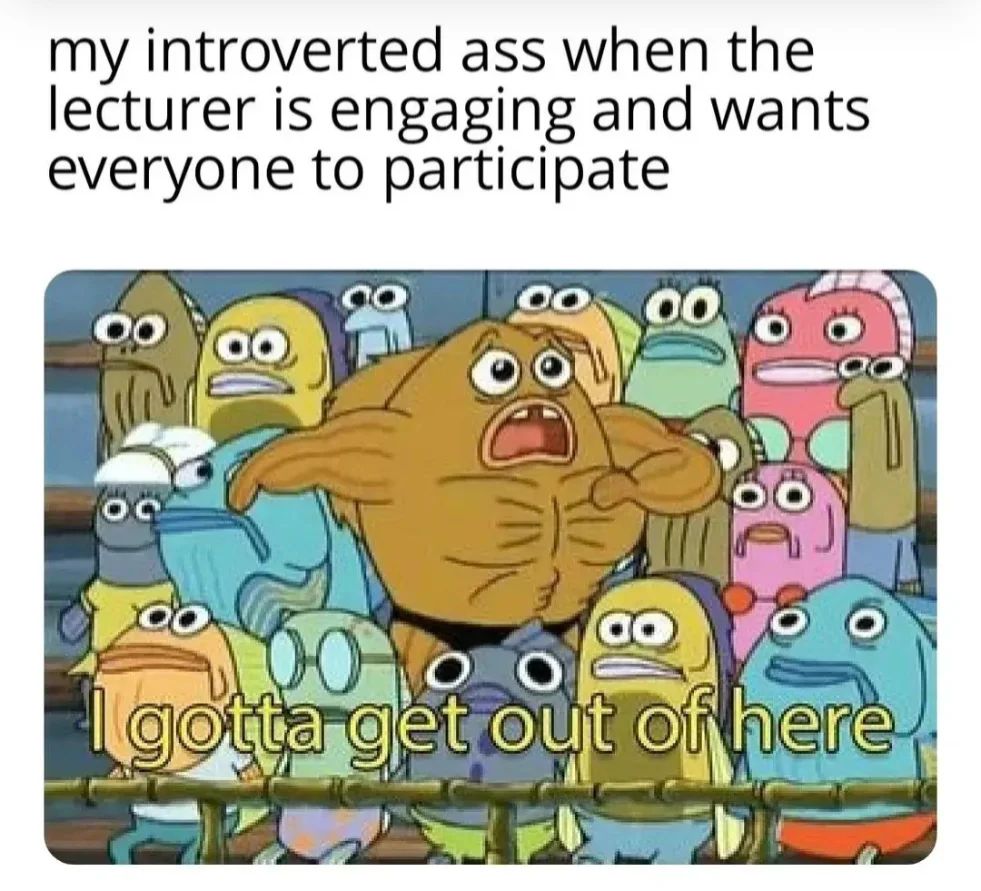 my introverted ass when the
lecturer is engaging and wants
everyone to participate
I gotta get out of here